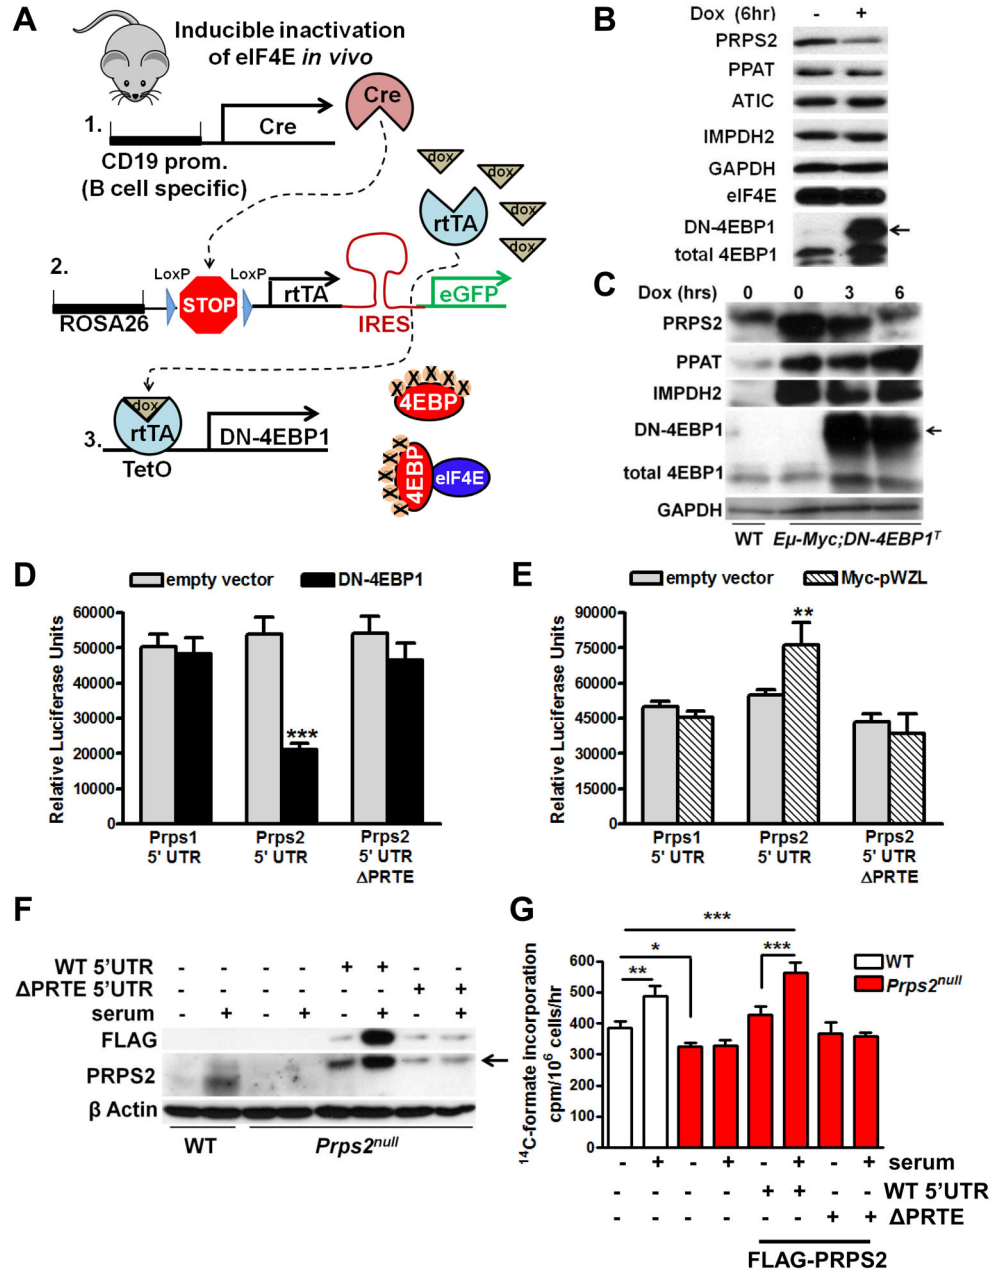 A
Inducible inactivation
of eIF4E in vivo
1.
Cre
Cre
CD19 prom.
(B cell specific)
dox
dox
dox
dox
rtTA
2.
LoxP
LoxP
STOP
rtTA
eGFP
ROSA26
IRES
dox
rtTA
3.
DN-4EBP1
TetO
X X X X X
4EBP
X X X X X
4EBP
eIF4E
B
Dox (6hr) - +
PRPS2
PPAT
ATIC
IMPDH2
GAPDH
eIF4E
DN-4EBP1
total 4EBP1
C
Dox (hrs) 0 0 3 6
PRPS2
PPAT
IMPDH2
DN-4EBP1
total 4EBP1
GAPDH
WT Eµ-Myc;DN-4EBP1ᵀ
D
empty vector DN-4EBP1
Relative Luciferase Units
60000
50000
40000
30000
20000
10000
0
***
Prps1 5' UTR
Prps2 5' UTR
Prps2 5' UTR ΔPRTE
E
empty vector Myc-pWZL
Relative Luciferase Units
90000
75000
60000
45000
30000
15000
0
**
Prps1 5' UTR
Prps2 5' UTR
Prps2 5' UTR ΔPRTE
F
WT 5’UTR - - - - + + - -
ΔPRTE 5’UTR - - - - - - + +
serum - + - + - + - +
FLAG
PRPS2
β Actin
WT Prps2ⁿᵘˡˡ
G
***
*
**
***
WT
Prps2ⁿᵘˡˡ
¹⁴C-formate incorporation
cpm/10⁶ cells/hr
600
500
400
300
200
100
0
- + - + - + - + serum
- - - - + + - - WT 5’UTR
- - - - - - + + ΔPRTE
FLAG-PRPS2